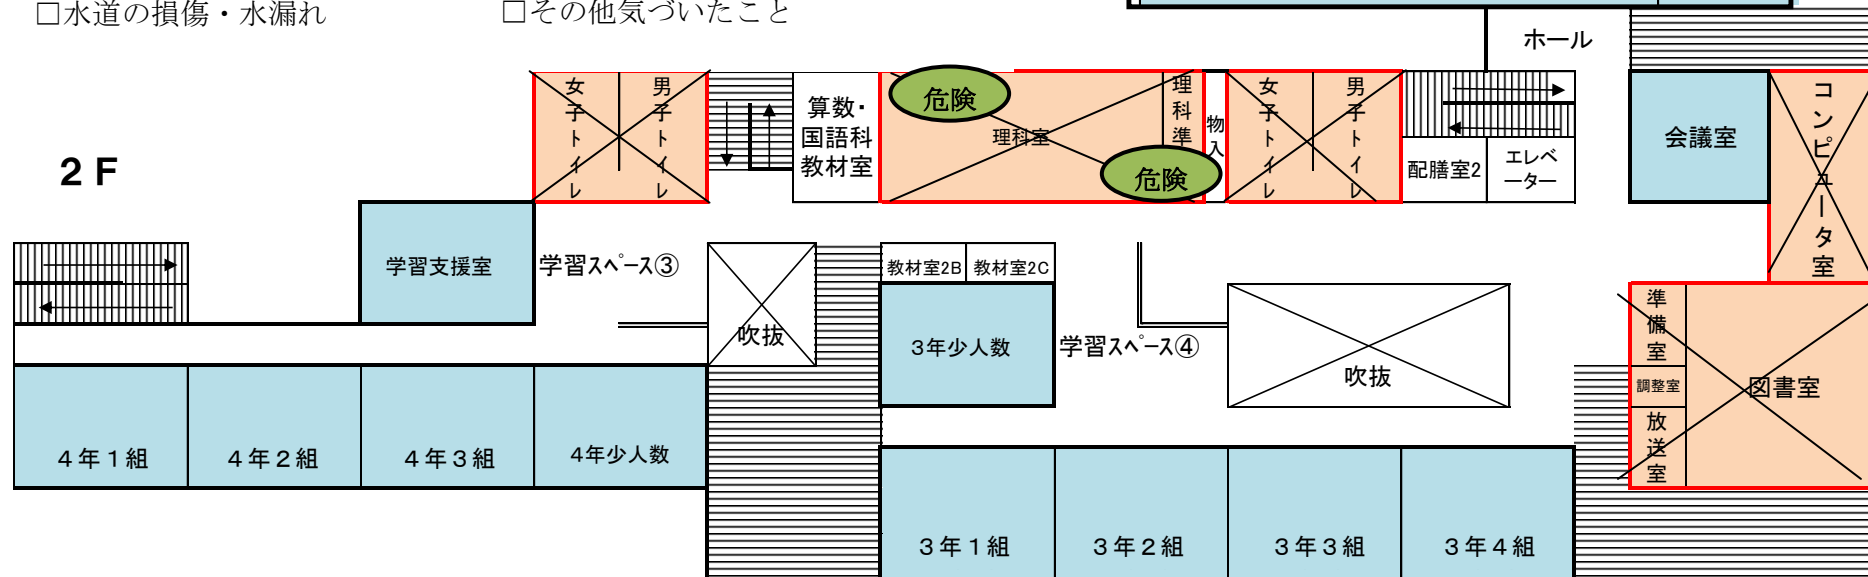 □水道の損傷・水漏れ
□その他気づいたこと
ホール
2F
女子トイレ
男子トイレ
算数・
国語科
教材室
危険
理科室
理科準
危険
物入
女子トイレ
男子トイレ
配膳室2
エレベ
ーター
会議室
コンピュータ室
学習支援室
学習スペース③
吹抜
教材室2B
教材室2C
3年少人数
学習スペース④
吹抜
準備室
調整室
放送室
図書室
4年1組
4年2組
4年3組
4年少人数
3年1組
3年2組
3年3組
3年4組